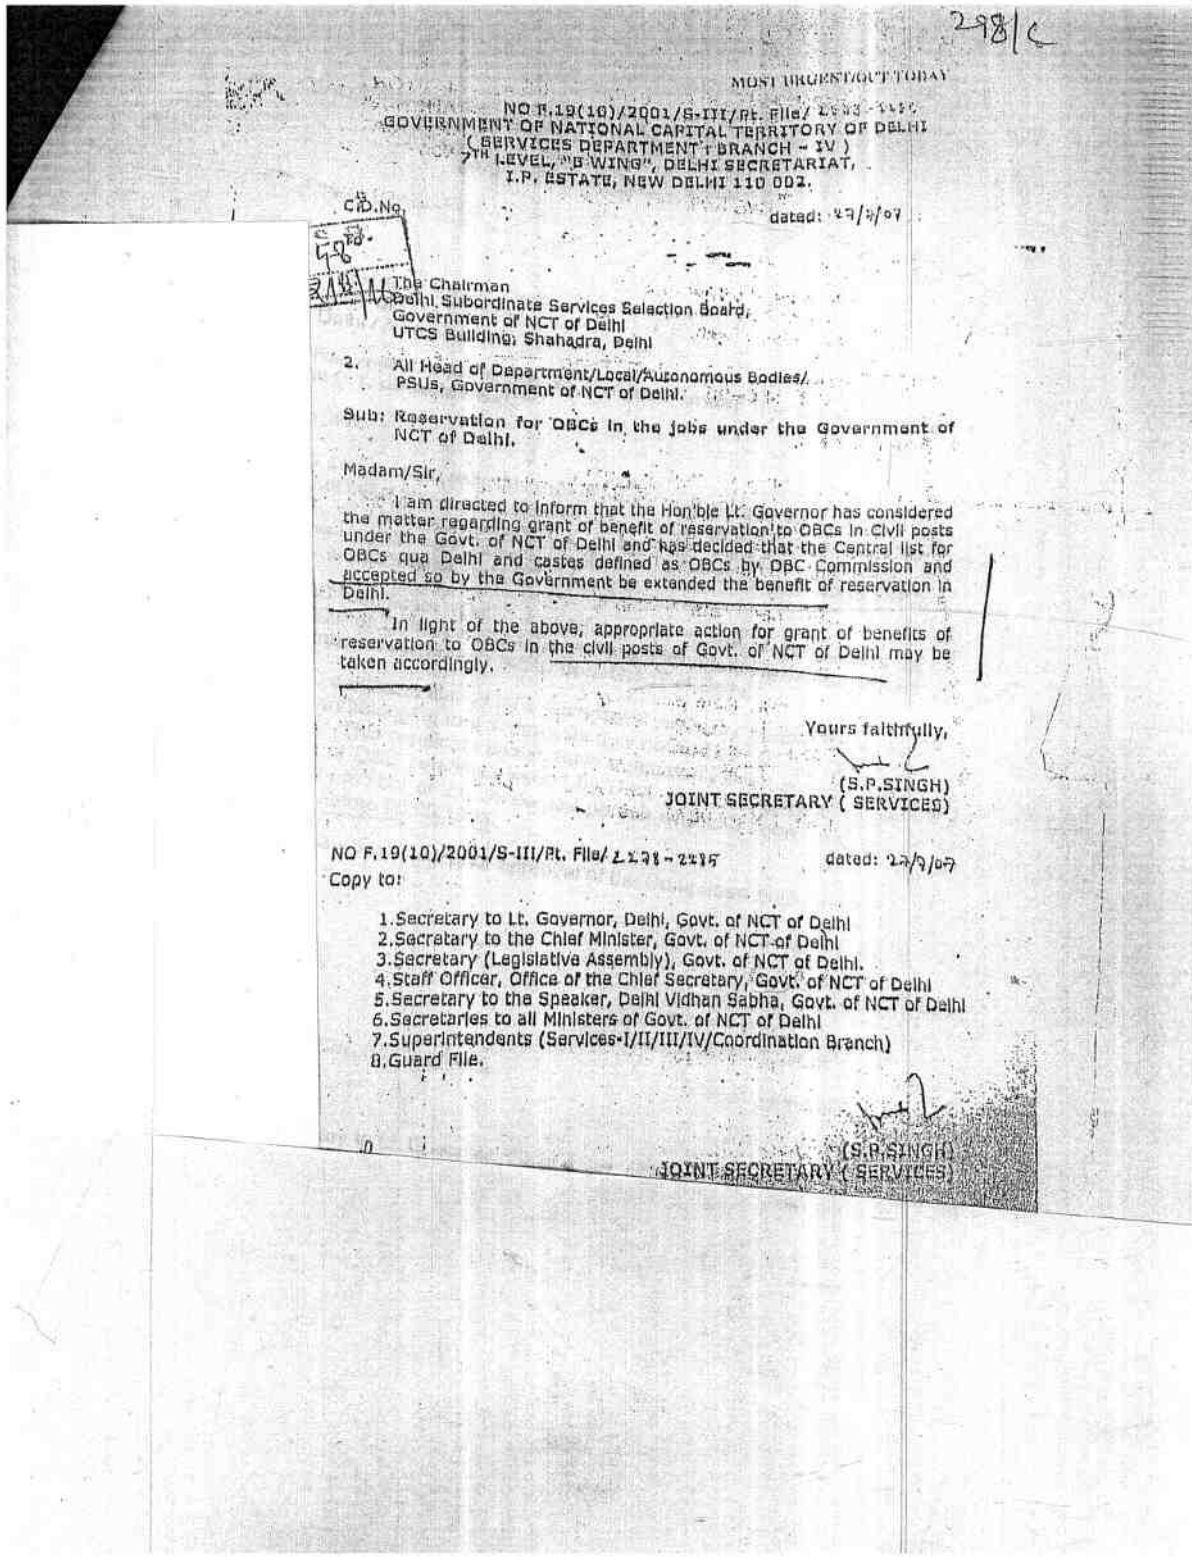 298/C
MOST URGENT/OUT TODAY
NO F.19(10)/2001/S-III/Pt. File/
GOVERNMENT OF NATIONAL CAPITAL TERRITORY OF DELHI
( SERVICES DEPARTMENT : BRANCH - IV )
7TH LEVEL, "B WING", DELHI SECRETARIAT,
I.P. ESTATE, NEW DELHI 110 002.
C.D.No.
dated: 27/7/07
The Chairman
Delhi Subordinate Services Selection Board,
Government of NCT of Delhi
UTCS Building, Shahadra, Delhi
2. All Head of Department/Local/Autonomous Bodies/
PSUs, Government of NCT of Delhi.
Sub: Reservation for OBCs in the jobs under the Government of
NCT of Delhi.
Madam/Sir,
I am directed to inform that the Hon'ble Lt. Governor has considered
the matter regarding grant of benefit of reservation to OBCs in Civil posts
under the Govt. of NCT of Delhi and has decided that the Central list for
OBCs qua Delhi and castes defined as OBCs by OBC Commission and
accepted so by the Government be extended the benefit of reservation in
Delhi.
In light of the above, appropriate action for grant of benefits of
reservation to OBCs in the civil posts of Govt. of NCT of Delhi may be
taken accordingly.
Yours faithfully,
(S.P.SINGH)
JOINT SECRETARY ( SERVICES)
NO F.19(10)/2001/S-III/Pt. File/ 2278-2285 dated: 27/7/07
Copy to:
1.Secretary to Lt. Governor, Delhi, Govt. of NCT of Delhi
2.Secretary to the Chief Minister, Govt. of NCT of Delhi
3.Secretary (Legislative Assembly), Govt. of NCT of Delhi.
4.Staff Officer, Office of the Chief Secretary, Govt. of NCT of Delhi
5.Secretary to the Speaker, Delhi Vidhan Sabha, Govt. of NCT of Delhi
6.Secretaries to all Ministers of Govt. of NCT of Delhi
7.Superintendents (Services-I/II/III/IV/Coordination Branch)
8.Guard File.
(S.P.SINGH)
JOINT SECRETARY ( SERVICES)